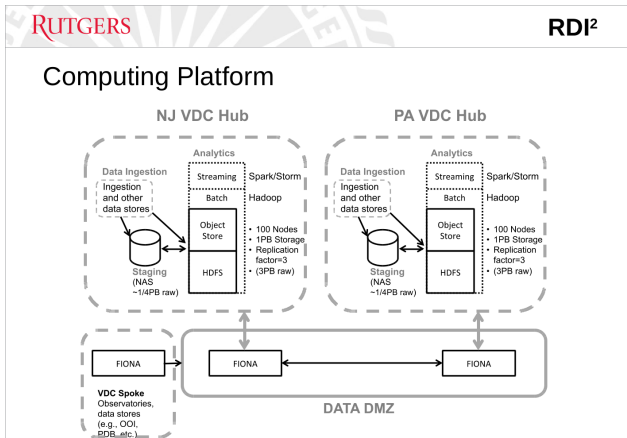 RUTGERS
RDI²
Computing Platform
NJ VDC Hub
Analytics
Data Ingestion
Ingestion
and other
data stores
Streaming
Spark/Storm
Batch
Hadoop
Object
Store
HDFS
• 100 Nodes
• 1PB Storage
• Replication
factor=3
• (3PB raw)
Staging
(NAS
~1/4PB raw)
PA VDC Hub
Analytics
Data Ingestion
Ingestion
and other
data stores
Streaming
Spark/Storm
Batch
Hadoop
Object
Store
HDFS
• 100 Nodes
• 1PB Storage
• Replication
factor=3
• (3PB raw)
Staging
(NAS
~1/4PB raw)
FIONA
FIONA
FIONA
VDC Spoke
Observatories,
data stores
(e.g., OOI,
PDB, etc.)
DATA DMZ